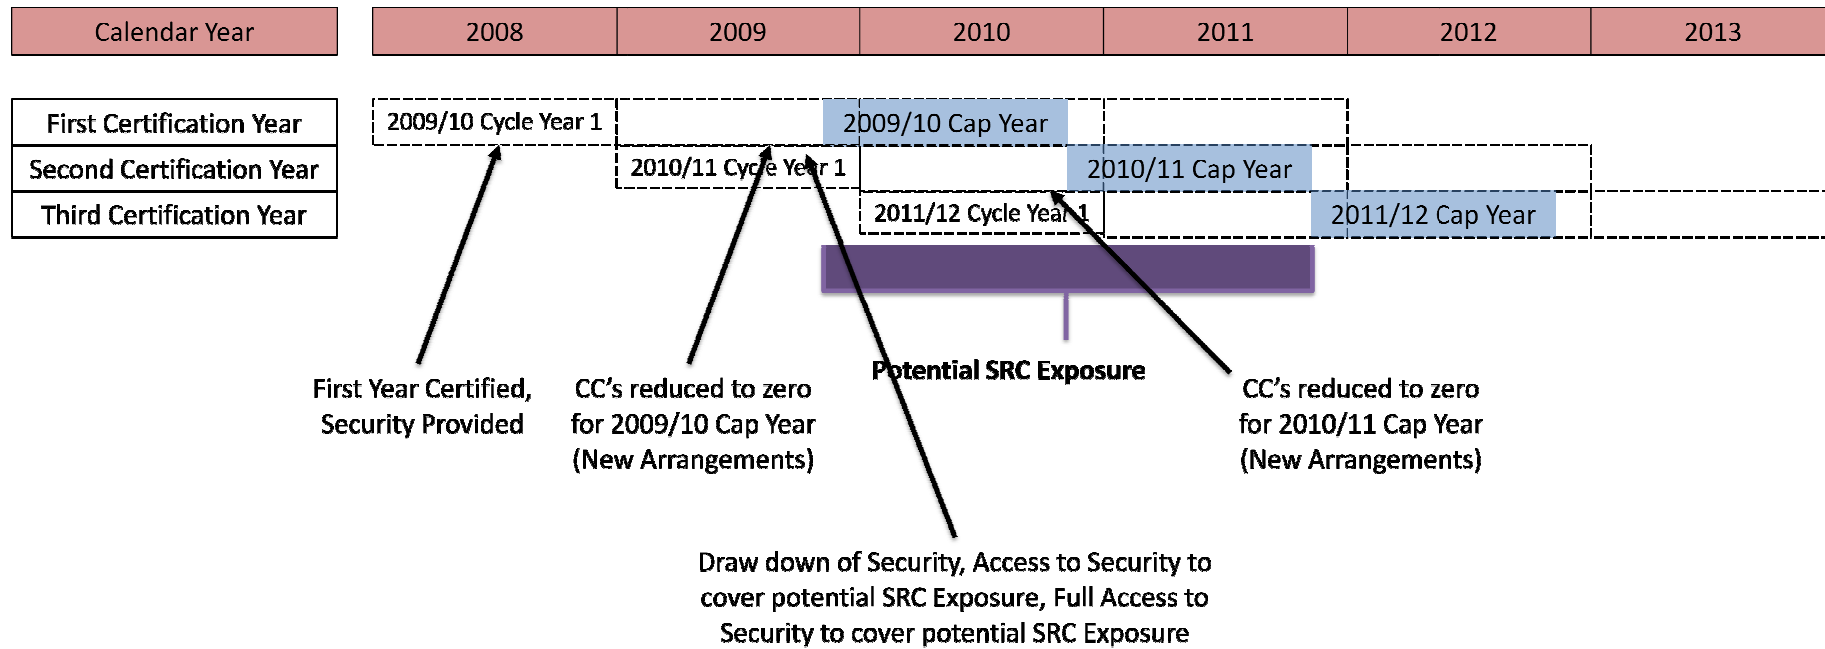 Calendar Year 2008 2009 2010 2011 2012 2013
First Certification Year 2009/10 Cycle Year 1 2009/10 Cap Year
Second Certification Year 2010/11 Cycle Year 1 2010/11 Cap Year
Third Certification Year 2011/12 Cycle Year 1 2011/12 Cap Year
Potential SRC Exposure
First Year Certified,
Security Provided
CC's reduced to zero
for 2009/10 Cap Year
(New Arrangements)
CC's reduced to zero
for 2010/11 Cap Year
(New Arrangements)
Draw down of Security, Access to Security to
cover potential SRC Exposure, Full Access to
Security to cover potential SRC Exposure